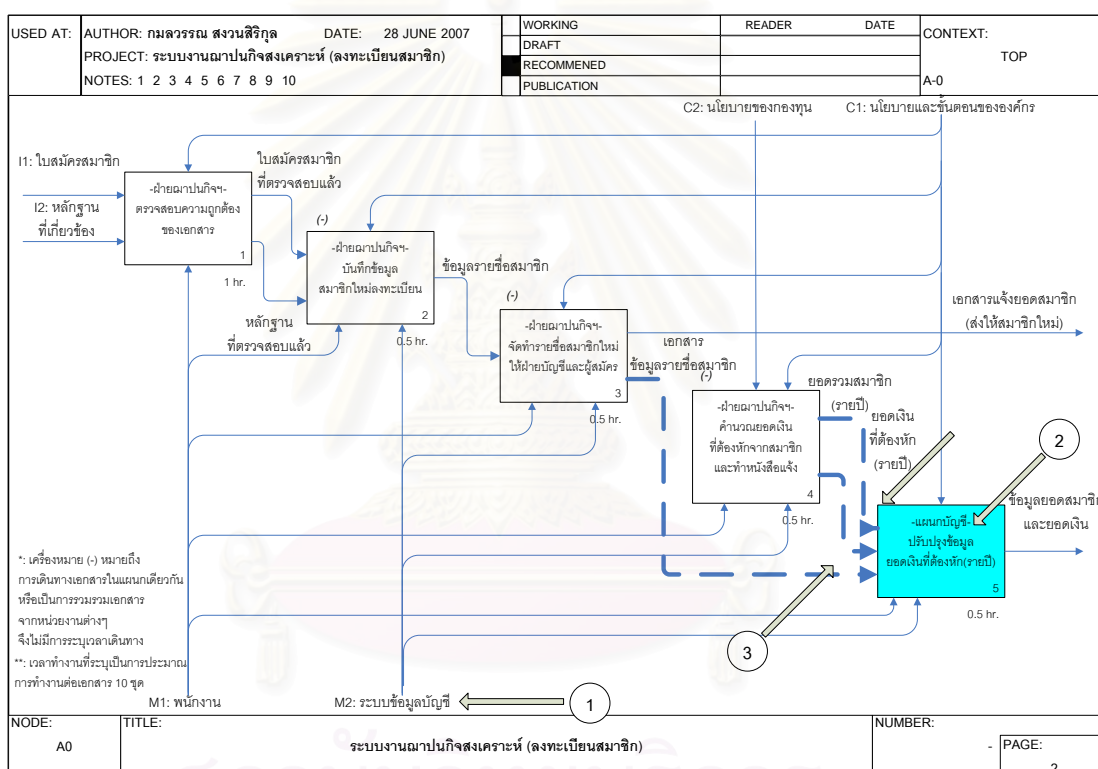 USED AT:
AUTHOR: กมลวรรณ สงวนสิริกุล
DATE: 28 JUNE 2007
PROJECT: ระบบงานฌาปนกิจสงเคราะห์ (ลงทะเบียนสมาชิก)
NOTES: 1 2 3 4 5 6 7 8 9 10
WORKING
DRAFT
RECOMMENED
PUBLICATION
READER
DATE
CONTEXT:
TOP
A-0
C2: นโยบายของกองทุน
C1: นโยบายและขั้นตอนขององค์กร
I1: ใบสมัครสมาชิก
I2: หลักฐาน
ที่เกี่ยวข้อง
-ฝ่ายฌาปนกิจฯ-
ตรวจสอบความถูกต้อง
ของเอกสาร
1
1 hr.
ใบสมัครสมาชิก
ที่ตรวจสอบแล้ว
หลักฐาน
ที่ตรวจสอบแล้ว
(-)
-ฝ่ายฌาปนกิจฯ-
บันทึกข้อมูล
สมาชิกใหม่ลงทะเบียน
2
0.5 hr.
ข้อมูลรายชื่อสมาชิก
(-)
-ฝ่ายฌาปนกิจฯ-
จัดทำรายชื่อสมาชิกใหม่
ให้ฝ่ายบัญชีและผู้สมัคร
3
0.5 hr.
เอกสารแจ้งยอดสมาชิก
(ส่งให้สมาชิกใหม่)
เอกสาร
ข้อมูลรายชื่อสมาชิก
(-)
-ฝ่ายฌาปนกิจฯ-
คำนวณยอดเงิน
ที่ต้องหักจากสมาชิก
และทำหนังสือแจ้ง
4
0.5 hr.
ยอดรวมสมาชิก
(รายปี)
ยอดเงิน
ที่ต้องหัก
(รายปี)
2
-แผนกบัญชี-
ปรับปรุงข้อมูล
ยอดเงินที่ต้องหัก(รายปี)
5
0.5 hr.
ข้อมูลยอดสมาชิก
และยอดเงิน
3
*: เครื่องหมาย (-) หมายถึง
การเดินทางเอกสารในแผนกเดียวกัน
หรือเป็นการรวมรวมเอกสาร
จากหน่วยงานต่างๆ
จึงไม่มีการระบุเวลาเดินทาง
**: เวลาทำงานที่ระบุเป็นการประมาณ
การทำงานต่อเอกสาร 10 ชุด
M1: พนักงาน
M2: ระบบข้อมูลบัญชี
1
NODE:
A0
TITLE:
ระบบงานฌาปนกิจสงเคราะห์ (ลงทะเบียนสมาชิก)
NUMBER:
-
PAGE:
2